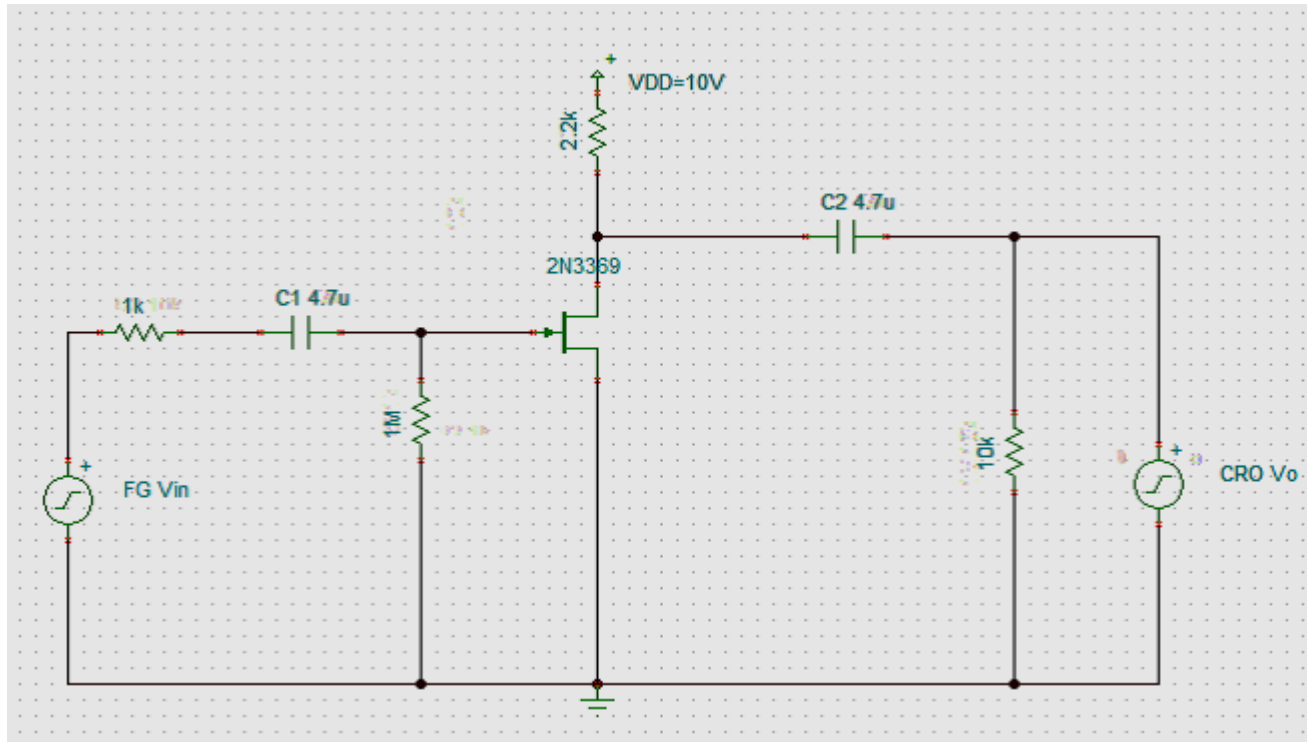 +
VDD=10V
2.2k
C2 4.7u
2N3369
1k
C1 4.7u
1M
10k
+
FG Vin
+
CRO Vo